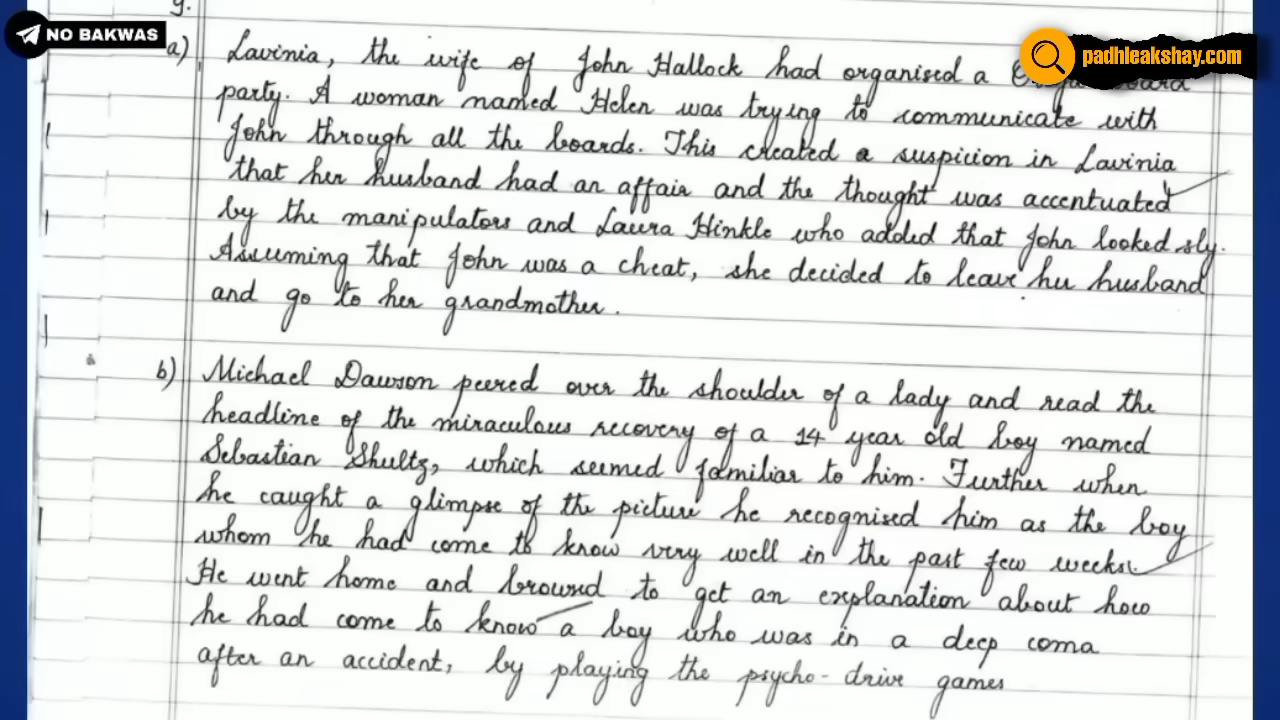 9.
NO BAKWAS
padhleakshay.com
a) Lavinia, the wife of John Hallock had organised a board
party. A woman named Helen was trying to communicate with
John through all the boards. This created a suspicion in Lavinia
that her husband had an affair and the thought was accentuated
by the manipulators and Laura Hinkle who added that John looked sly.
Assuming that John was a cheat, she decided to leave her husband
and go to her grandmother.
b) Michael Dawson peered over the shoulder of a lady and read the
headline of the miraculous recovery of a 14 year old boy named
Sebastian Shultz, which seemed familiar to him. Further when
he caught a glimpse of the picture he recognised him as the boy
whom he had come to know very well in the past few weeks.
He went home and browsed to get an explanation about how
he had come to know a boy who was in a deep coma
after an accident, by playing the psycho-drive games